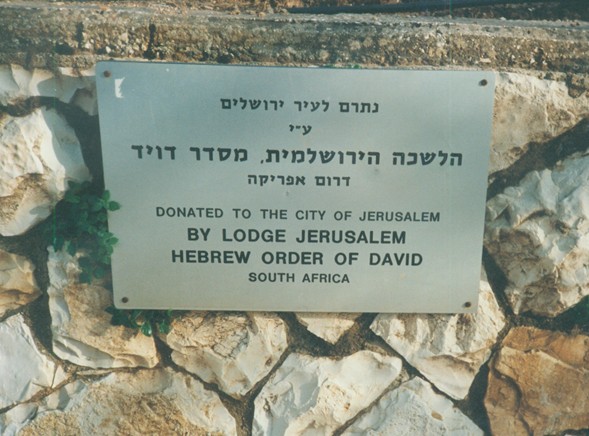 נתרם לעיר ירושלים
ע״י
הלשכה הירושלמית, מסדר דויד
דרום אפריקה
DONATED TO THE CITY OF JERUSALEM
BY LODGE JERUSALEM
HEBREW ORDER OF DAVID
SOUTH AFRICA